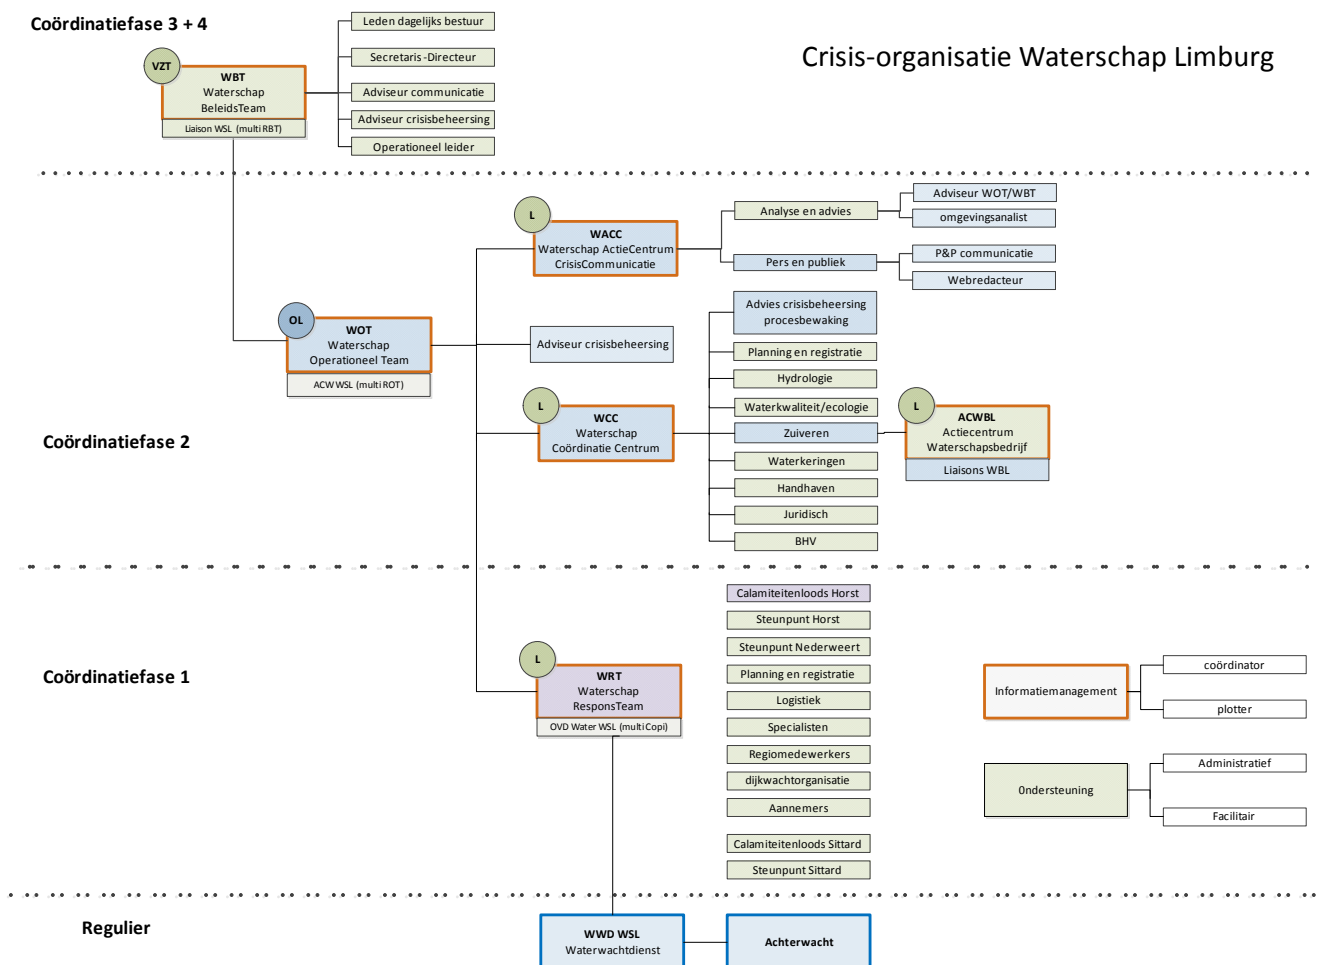 Coördinatiefase 3 + 4
Crisis-organisatie Waterschap Limburg
VZT
WBT
Waterschap
BeleidsTeam
Liaison WSL (multi RBT)
Leden dagelijks bestuur
Secretaris-Directeur
Adviseur communicatie
Adviseur crisisbeheersing
Operationeel leider
L
WACC
Waterschap ActieCentrum
CrisisCommunicatie
Analyse en advies
Adviseur WOT/WBT
omgevingsanalist
Pers en publiek
P&P communicatie
Webredacteur
OL
WOT
Waterschap
Operationeel Team
ACW WSL (multi ROT)
Adviseur crisisbeheersing
Advies crisisbeheersing
procesbewaking
Planning en registratie
Hydrologie
Waterkwaliteit/ecologie
Zuiveren
Waterkeringen
Handhaven
Juridisch
BHV
Coördinatiefase 2
L
WCC
Waterschap
Coördinatie Centrum
L
ACWBL
Actiecentrum
Waterschapsbedrijf
Liaisons WBL
Coördinatiefase 1
L
WRT
Waterschap
ResponsTeam
OVD Water WSL (multi Copi)
Calamiteitenloods Horst
Steunpunt Horst
Steunpunt Nederweert
Planning en registratie
Logistiek
Specialisten
Regiomedewerkers
dijkwachtorganisatie
Aannemers
Calamiteitenloods Sittard
Steunpunt Sittard
Informatiemanagement
coördinator
plotter
0ndersteuning
Administratief
Facilitair
Regulier
WWD WSL
Waterwachtdienst
Achterwacht